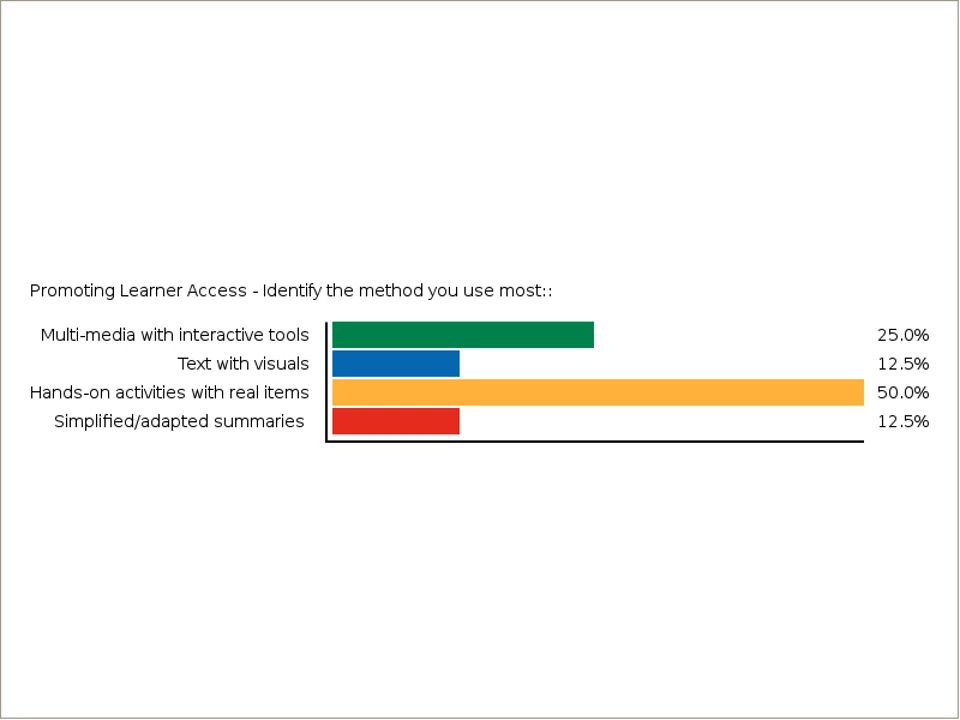 Promoting Learner Access - Identify the method you use most::
Multi-media with interactive tools 25.0%
Text with visuals 12.5%
Hands-on activities with real items 50.0%
Simplified/adapted summaries 12.5%